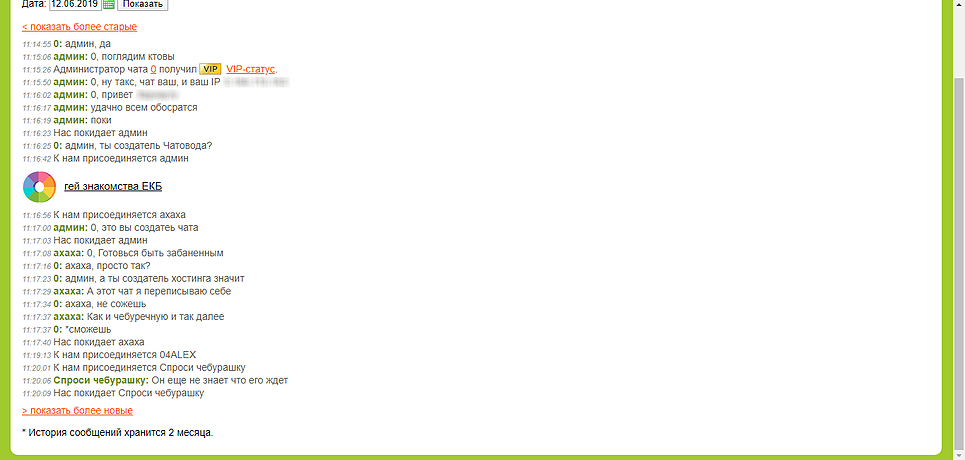 Дата: 12.06.2019 Показать
< показать более старые
11:14:55 0: админ, да
11:15:06 админ: 0, поглядим ктовы
11:15:26 Администратор чата 0 получил VIP VIP-статус.
11:15:50 админ: 0, ну такс, чат ваш, и ваш IP
11:16:02 админ: 0, привет
11:16:17 админ: удачно всем обосратся
11:16:19 админ: поки
11:16:23 Нас покидает админ
11:16:25 0: админ, ты создатель Чатовода?
11:16:42 К нам присоединяется админ
гей знакомства ЕКБ
11:16:56 К нам присоединяется ахаха
11:17:00 админ: 0, это вы создатеь чата
11:17:03 Нас покидает админ
11:17:08 ахаха: 0, Готовься быть забаненным
11:17:16 0: ахаха, просто так?
11:17:23 0: админ, а ты создатель хостинга значит
11:17:29 ахаха: А этот чат я переписываю себе
11:17:34 0: ахаха, не сожешь
11:17:37 ахаха: Как и чебуречную и так далее
11:17:37 0: *сможешь
11:17:40 Нас покидает ахаха
11:19:13 К нам присоединяется 04ALEX
11:20:01 К нам присоединяется Спроси чебурашку
11:20:06 Спроси чебурашку: Он еще не знает что его ждет
11:20:09 Нас покидает Спроси чебурашку
> показать более новые
* История сообщений хранится 2 месяца.